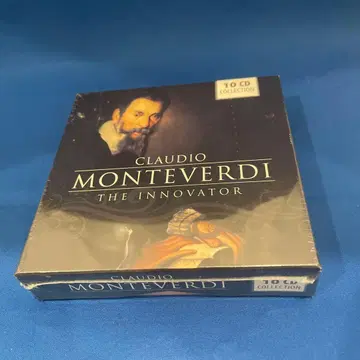 10 CD
COLLECTION
CLAUDIO
MONTEVERDI
THE INNOVATOR
CLAUDIO
MONTEVERDI
10 CD
COLLECTION